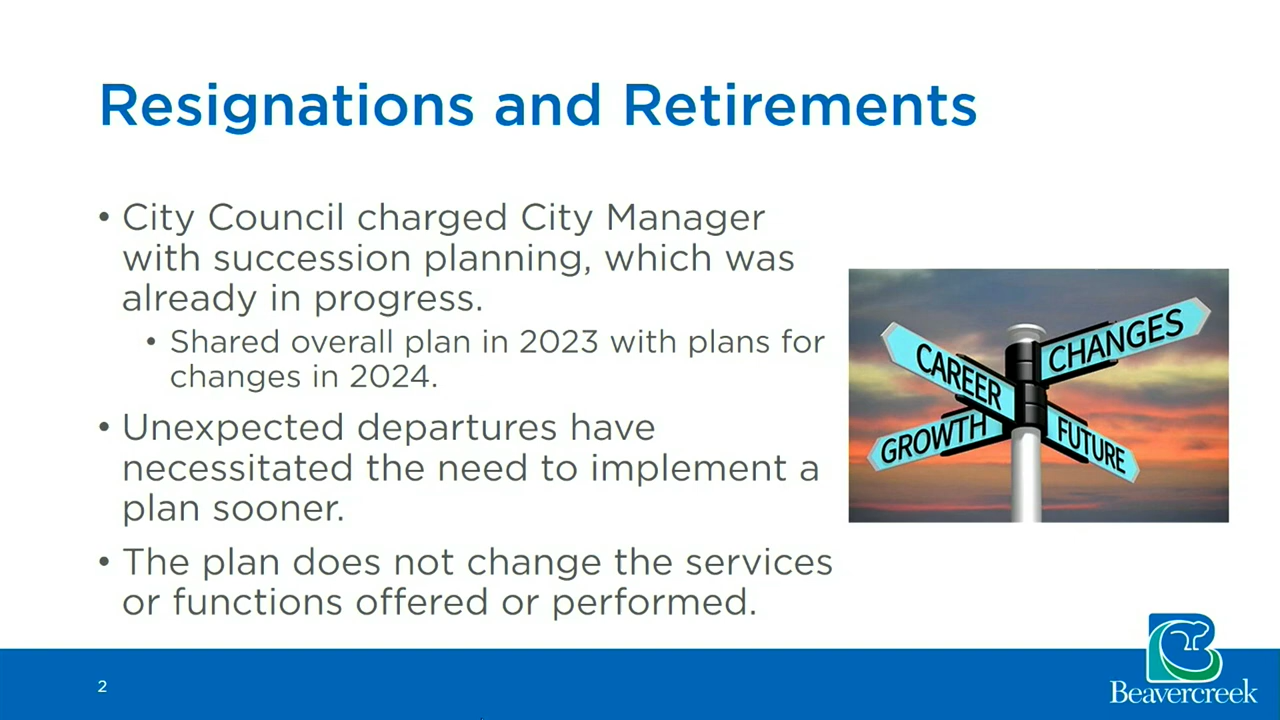 Resignations and Retirements
• City Council charged City Manager
with succession planning, which was
already in progress.
• Shared overall plan in 2023 with plans for
changes in 2024.
• Unexpected departures have
necessitated the need to implement a
plan sooner.
• The plan does not change the services
or functions offered or performed.
CAREER
CHANGES
GROWTH
FUTURE
2
Beavercreek